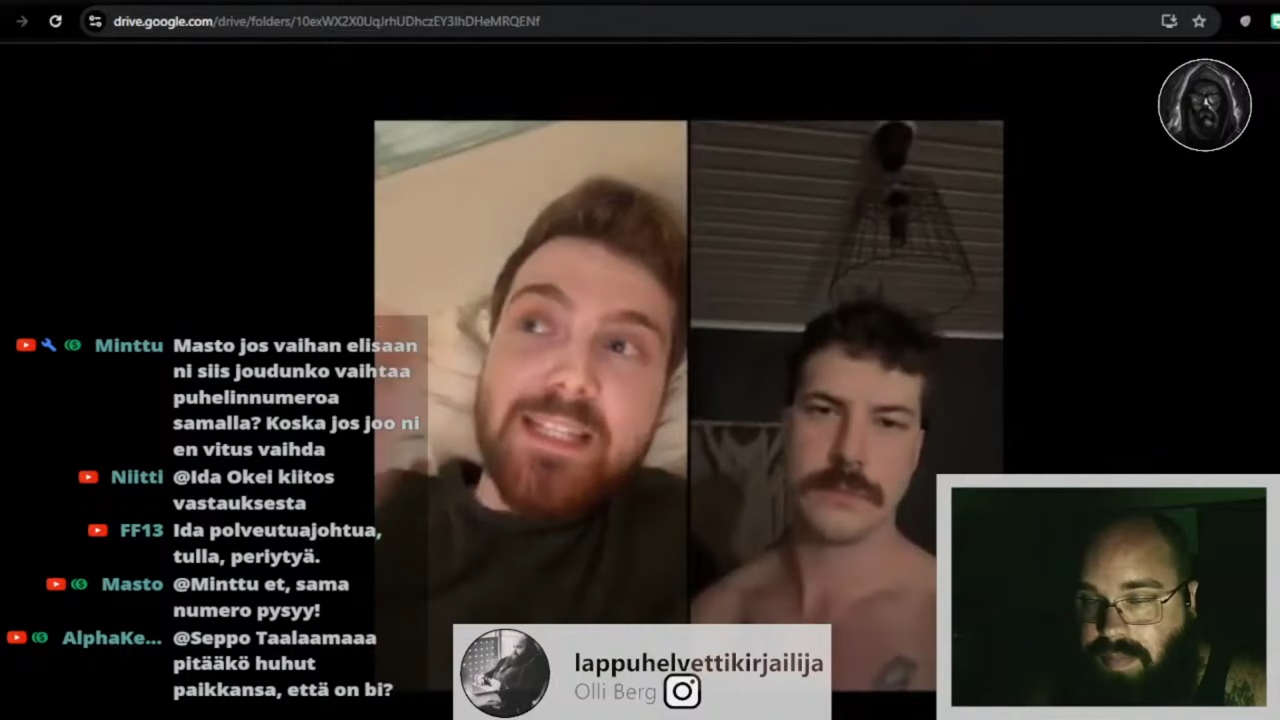 drive.google.com/drive/folders/10exWX2X0UqJrhUDhczEY3IhDHeMRQENf
Minttu Masto jos vaihan elisaan
ni siis joudunko vaihtaa
puhelinnumeroa
samalla? Koska jos joo ni
en vitus vaihda
Niitti @Ida Okei kiitos
vastauksesta
FF13 Ida polveutuajohtua,
tulla, periytyä.
Masto @Minttu et, sama
numero pysyy!
AlphaKe... @Seppo Taalaamaaa
pitääkö huhut
paikkansa, että on bi?
lappuhelvettikirjailija
Olli Berg